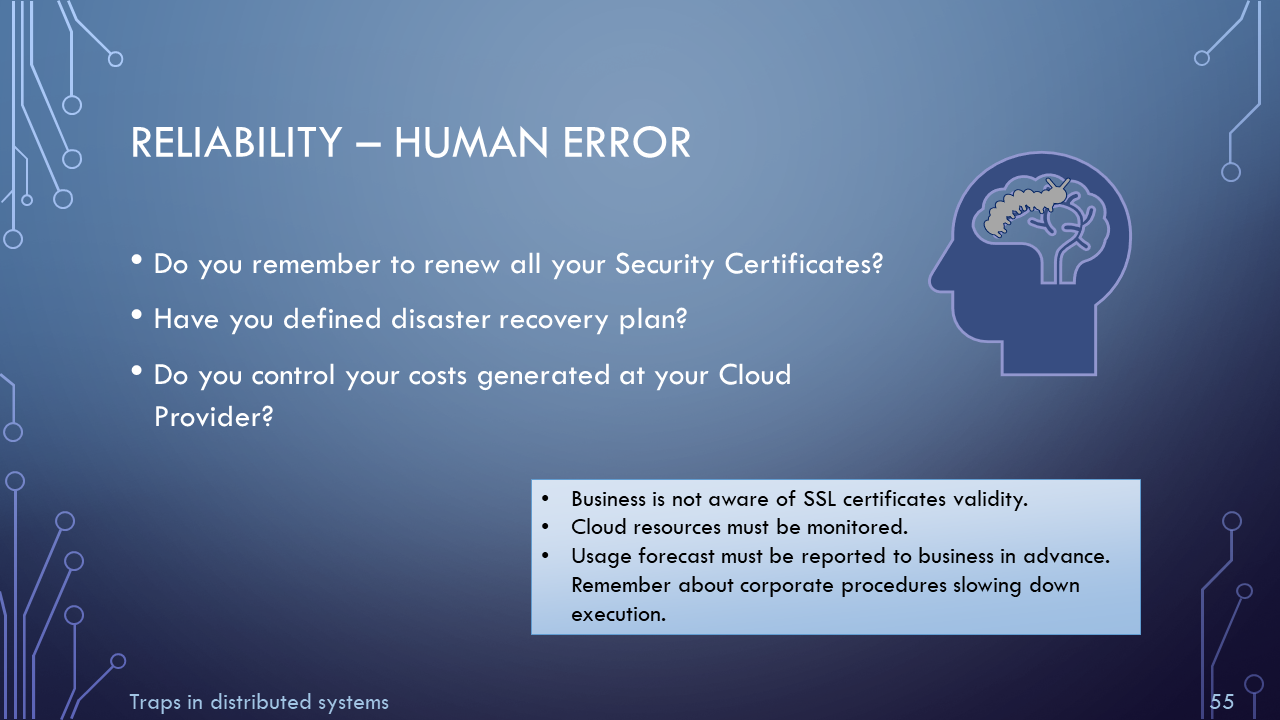 RELIABILITY – HUMAN ERROR
• Do you remember to renew all your Security Certificates?
• Have you defined disaster recovery plan?
• Do you control your costs generated at your Cloud
Provider?
• Business is not aware of SSL certificates validity.
• Cloud resources must be monitored.
• Usage forecast must be reported to business in advance.
Remember about corporate procedures slowing down
execution.
Traps in distributed systems
55